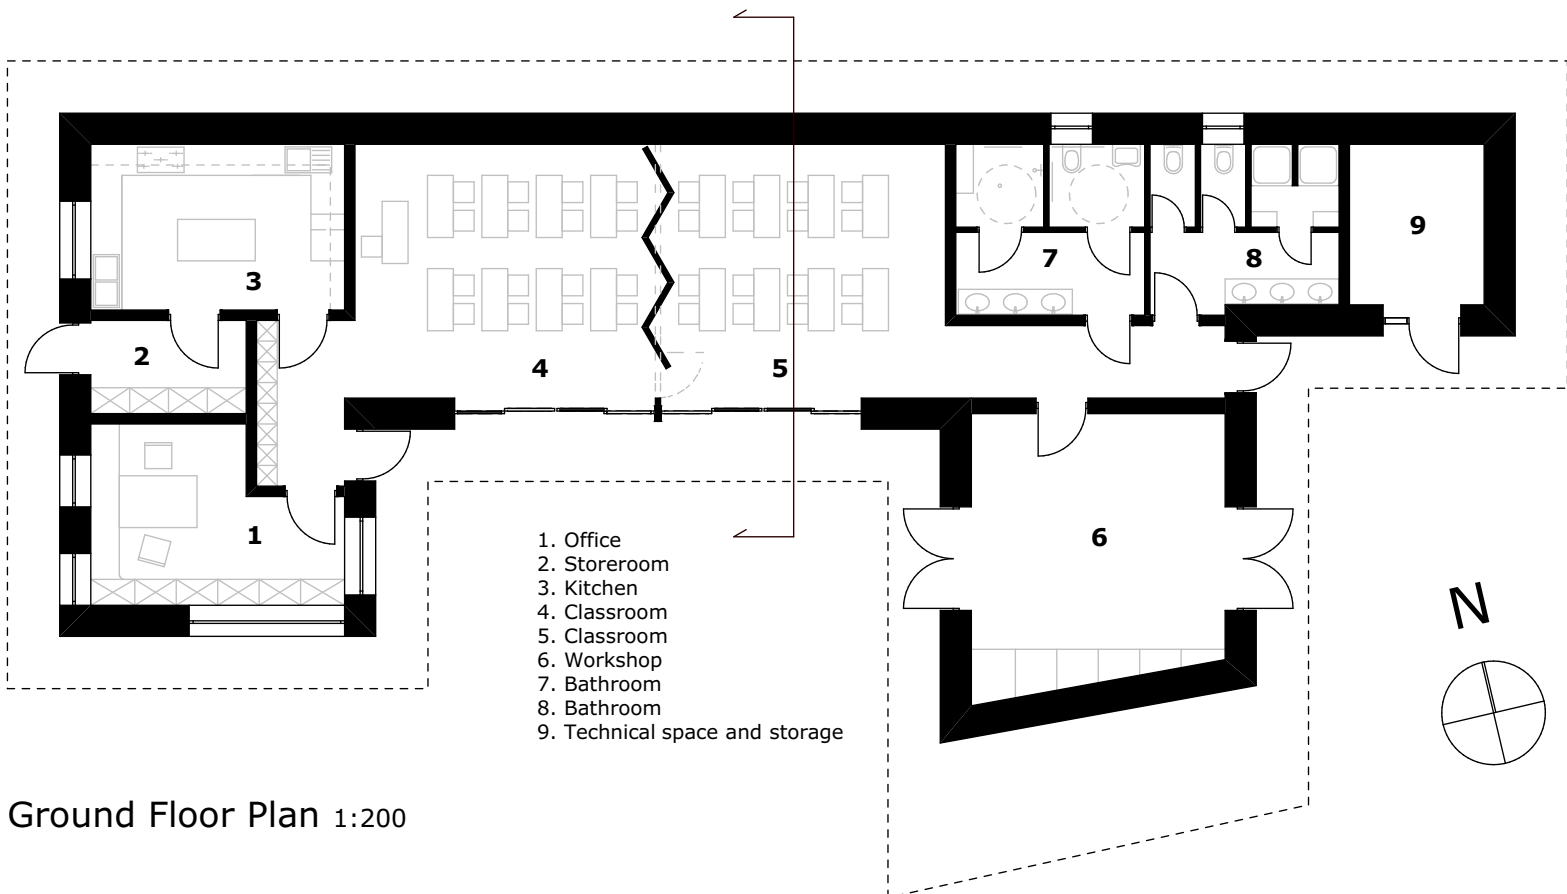 3
2
1
4
5
7
8
9
6
1. Office
2. Storeroom
3. Kitchen
4. Classroom
5. Classroom
6. Workshop
7. Bathroom
8. Bathroom
9. Technical space and storage
N
Ground Floor Plan 1:200